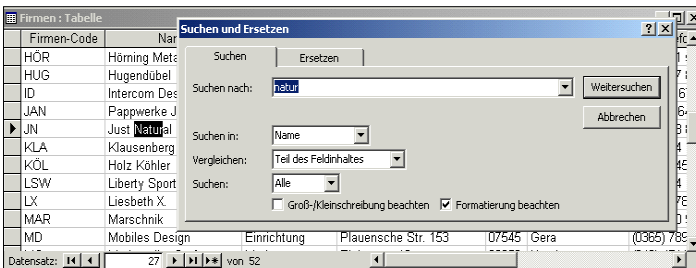 Firmen : Tabelle
Firmen-Code Nar
Suchen und Ersetzen
HÖR Hörning Meta
HUG Hugendübel
ID Intercom Des
JAN Pappwerke J
JN Just Natural
KLA Klausenberg
KÖL Holz Köhler
LSW Liberty Sport
LX Liesbeth X.
MAR Marschnik
MD Mobiles Design Einrichtung Plauensche Str. 153 07545 Gera (0365) 789
Suchen Ersetzen
Suchen nach: natur Weitersuchen
Abbrechen
Suchen in: Name
Vergleichen: Teil des Feldinhaltes
Suchen: Alle
Groß-/Kleinschreibung beachten Formatierung beachten
Datensatz: 27 von 52